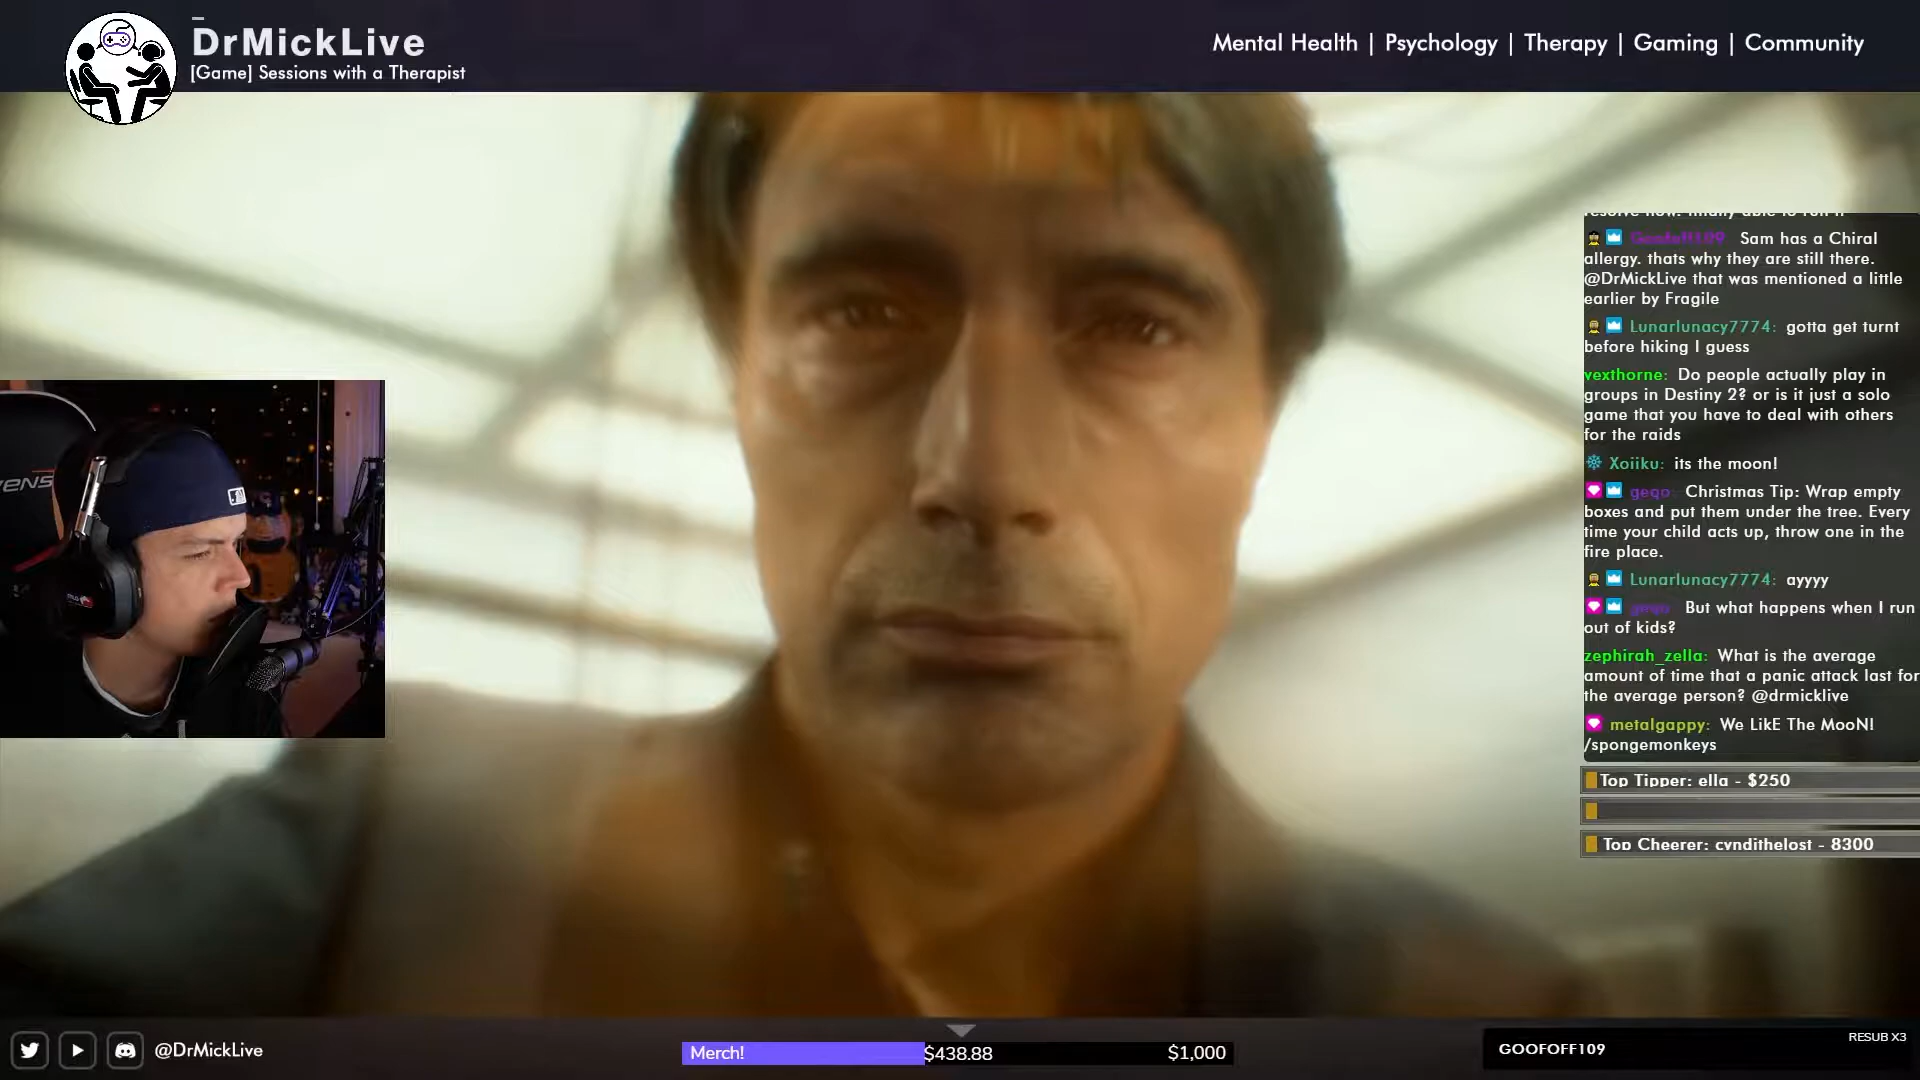 DrMickLive
[Game] Sessions with a Therapist
Mental Health | Psychology | Therapy | Gaming | Community
Goofoff109 Sam has a Chiral
allergy. thats why they are still there.
@DrMickLive that was mentioned a little
earlier by Fragile
Lunarlunacy7774: gotta get turnt
before hiking I guess
vexthorne: Do people actually play in
groups in Destiny 2? or is it just a solo
game that you have to deal with others
for the raids
Xoiiku: its the moon!
geqo: Christmas Tip: Wrap empty
boxes and put them under the tree. Every
time your child acts up, throw one in the
fire place.
Lunarlunacy7774: ayyyy
geqo: But what happens when I run
out of kids?
zephirah_zella: What is the average
amount of time that a panic attack last for
the average person? @drmicklive
metalgappy: We LikE The MooN!
/spongemonkeys
Top Tipper: ella - $250
Top Cheerer: cyndithelost - 8300
@DrMickLive
Merch!
$438.88
$1,000
GOOFOFF109
RESUB X3